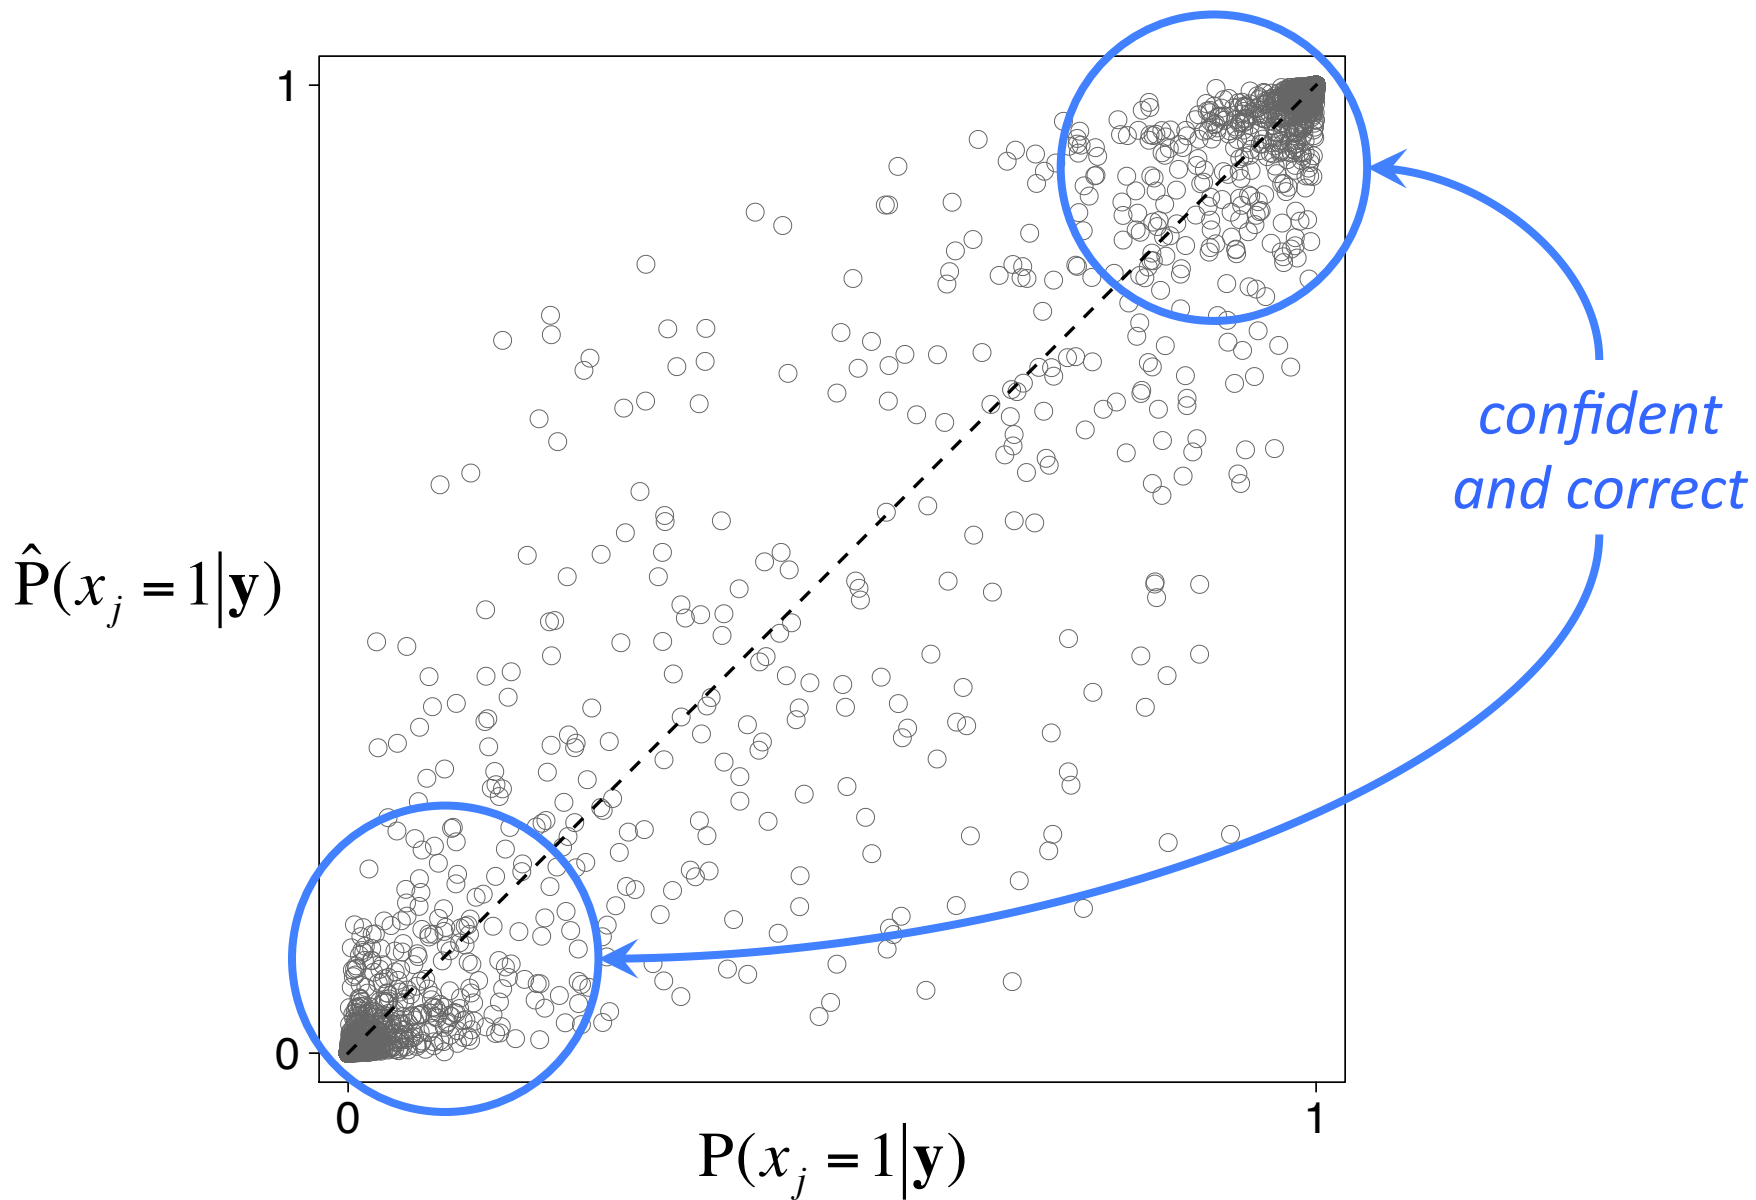 1
P̂(x_j = 1|y)
0
0
1
P(x_j = 1|y)
confident
and correct